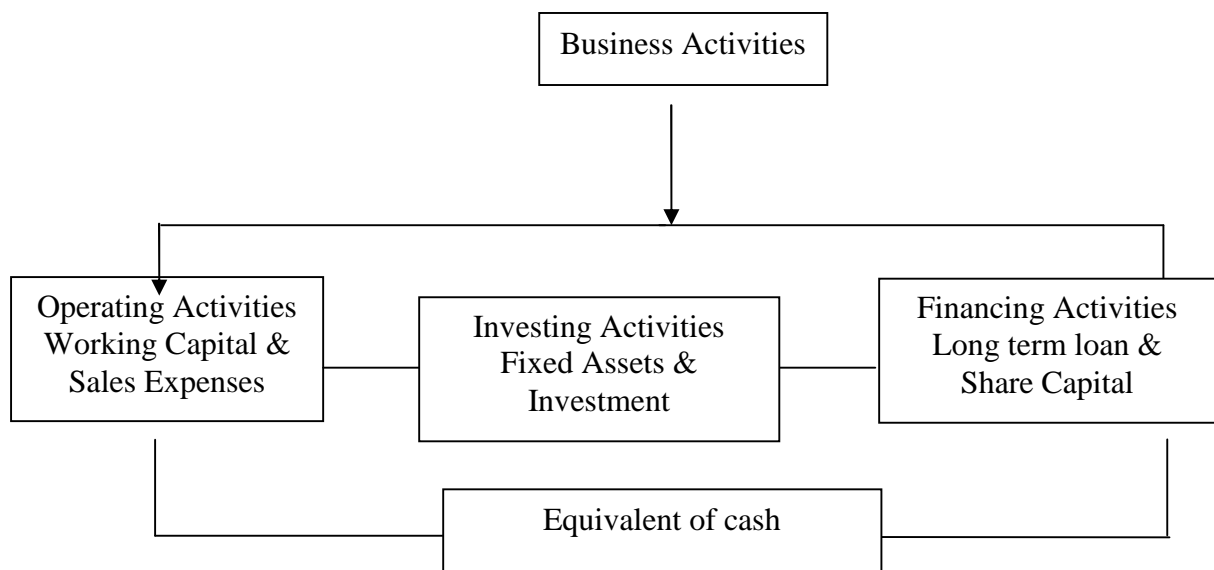 Business Activities
Operating Activities
Working Capital &
Sales Expenses
Investing Activities
Fixed Assets &
Investment
Financing Activities
Long term loan &
Share Capital
Equivalent of cash